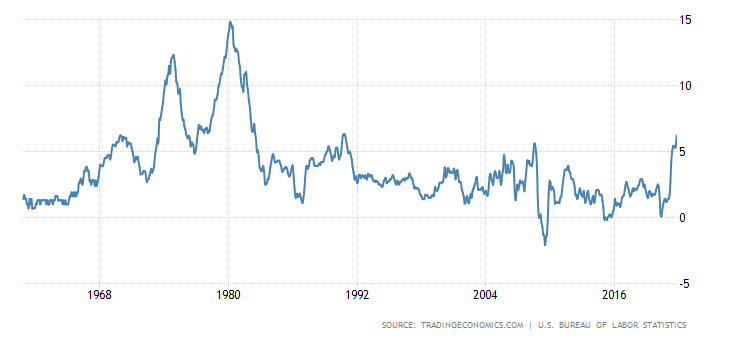 15
10
5
0
-5
1968 1980 1992 2004 2016
SOURCE: TRADINGECONOMICS.COM | U.S. BUREAU OF LABOR STATISTICS